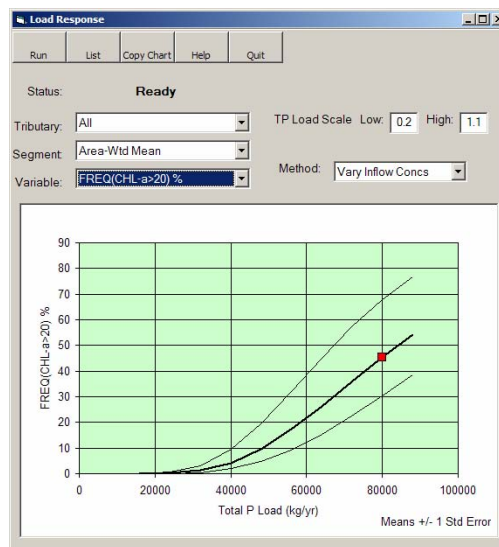 Load Response
Run List Copy Chart Help Quit
Status: Ready
Tributary: All TP Load Scale Low: 0.2 High: 1.1
Segment: Area-Wtd Mean
Variable: FREQ(CHL-a>20) % Method: Vary Inflow Concs
90
80
70
60
50
40
30
20
10
0
FREQ(CHL-a>20) %
0 20000 40000 60000 80000 100000
Total P Load (kg/yr)
Means +/- 1 Std Error